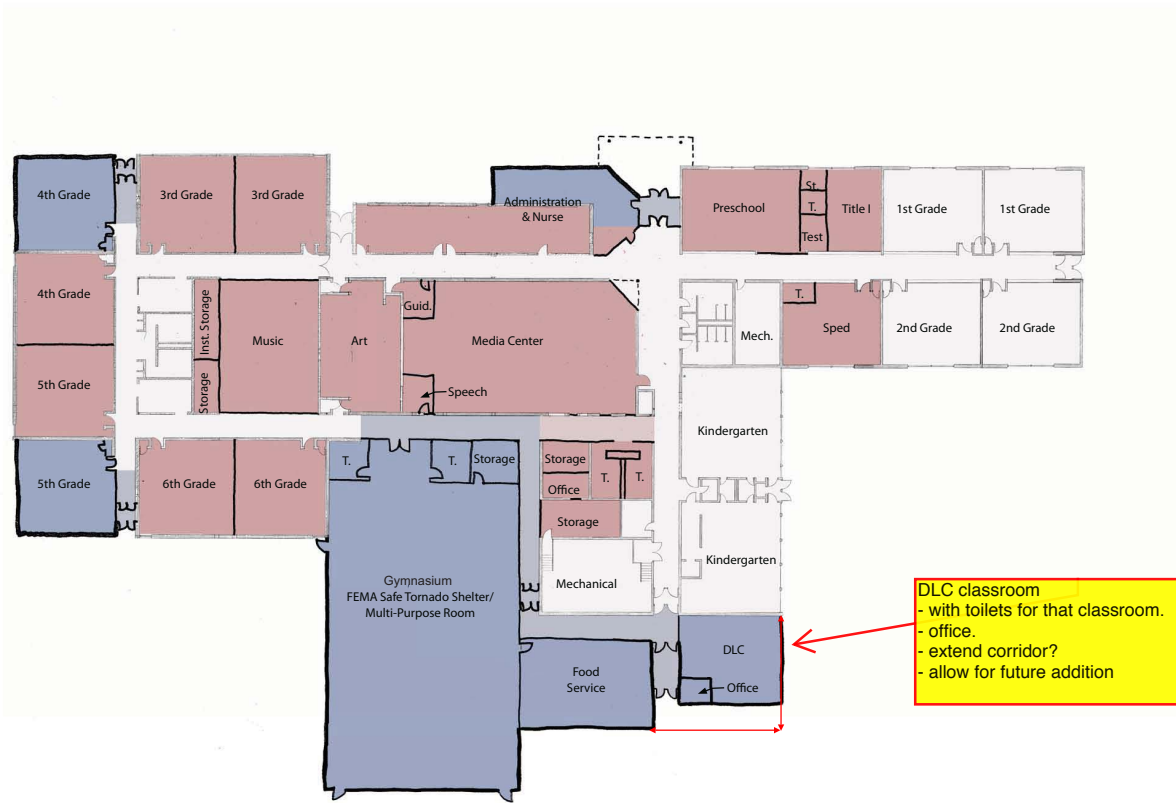 4th Grade
3rd Grade
3rd Grade
Administration
& Nurse
Preschool
St.
T.
Test
Title I
1st Grade
1st Grade
4th Grade
Inst. Storage
Music
Art
Guid.
Media Center
Mech.
T.
Sped
2nd Grade
2nd Grade
5th Grade
Storage
Speech
Kindergarten
5th Grade
6th Grade
6th Grade
T.
T.
Storage
Storage
Office
T.
T.
Storage
Kindergarten
Mechanical
Gymnasium
FEMA Safe Tornado Shelter/
Multi-Purpose Room
Food
Service
DLC
Office
DLC classroom
- with toilets for that classroom.
- office.
- extend corridor?
- allow for future addition